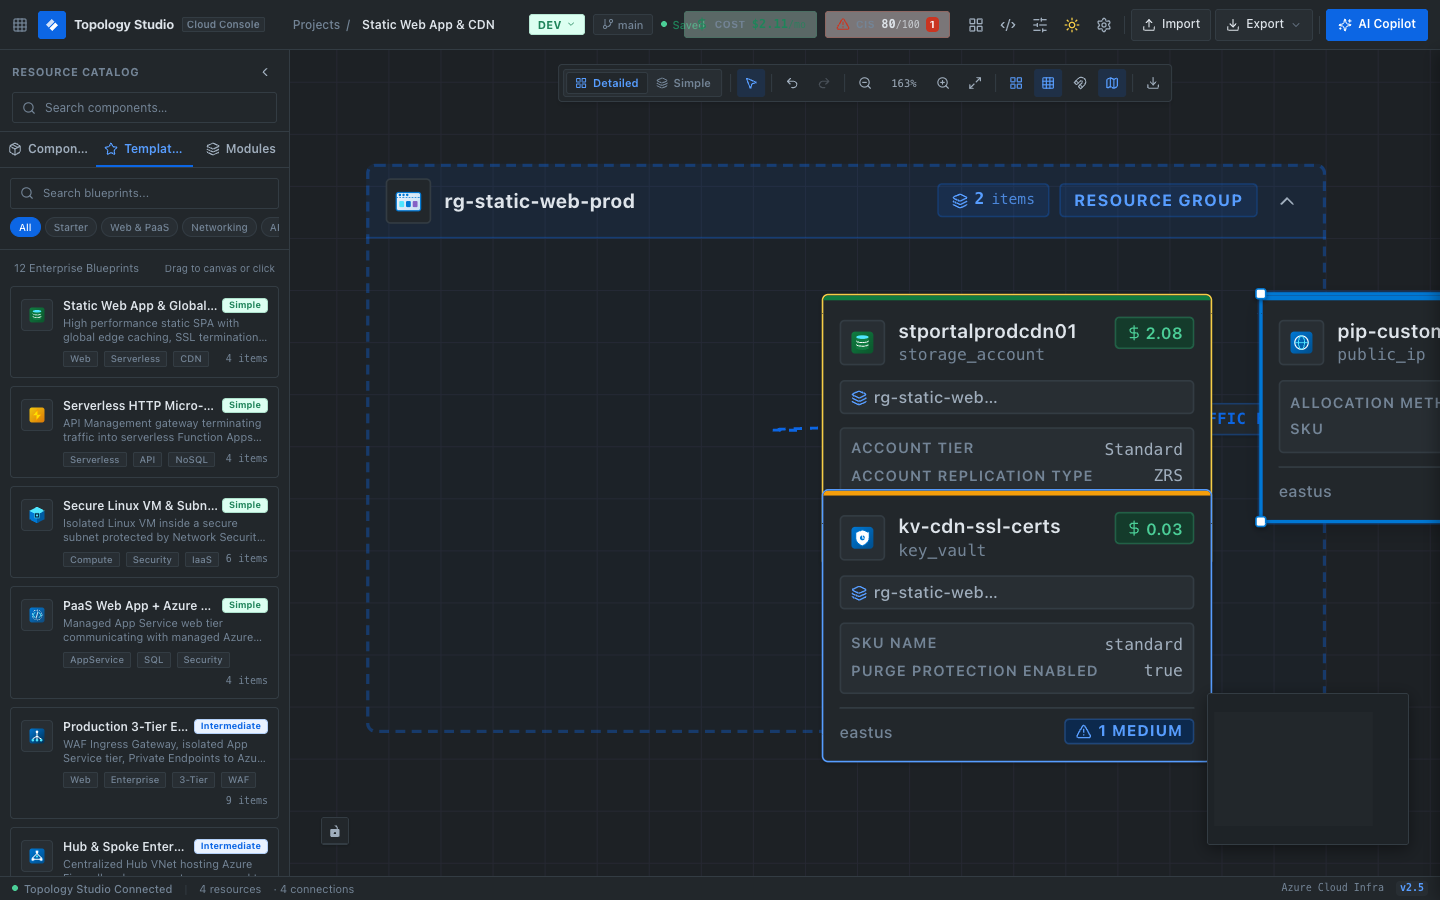 Topology Studio
Cloud Console
Projects / Static Web App & CDN
DEV
main
Saved
COST
80/100
1
Import
Export
AI Copilot
RESOURCE CATALOG
Search components...
Compon...
Templat...
Modules
Search blueprints...
All
Starter
Web & PaaS
Networking
12 Enterprise Blueprints
Drag to canvas or click
Static Web App & Global...
Simple
High performance static SPA with
global edge caching, SSL termination...
Web
Serverless
CDN
4 items
Serverless HTTP Micro-...
Simple
API Management gateway terminating
traffic into serverless Function Apps...
Serverless
API
NoSQL
4 items
Secure Linux VM & Subn...
Simple
Isolated Linux VM inside a secure
subnet protected by Network Securit...
Compute
Security
IaaS
6 items
PaaS Web App + Azure ...
Simple
Managed App Service web tier
communicating with managed Azure...
AppService
SQL
Security
4 items
Production 3-Tier E...
Intermediate
WAF Ingress Gateway, isolated App
Service tier, Private Endpoints to Azu...
Web
Enterprise
3-Tier
WAF
9 items
Hub & Spoke Enter...
Intermediate
Centralized Hub VNet hosting Azure
Detailed
Simple
163%
rg-static-web-prod
2 items
RESOURCE GROUP
stportalprodcdn01
storage_account
$ 2.08
rg-static-web...
ACCOUNT TIER
Standard
ACCOUNT REPLICATION TYPE
ZRS
kv-cdn-ssl-certs
key_vault
$ 0.03
rg-static-web...
SKU NAME
standard
PURGE PROTECTION ENABLED
true
eastus
1 MEDIUM
FFIC
pip-custon
public_ip
ALLOCATION METH
SKU
eastus
Topology Studio Connected
4 resources
· 4 connections
Azure Cloud Infra
v2.5